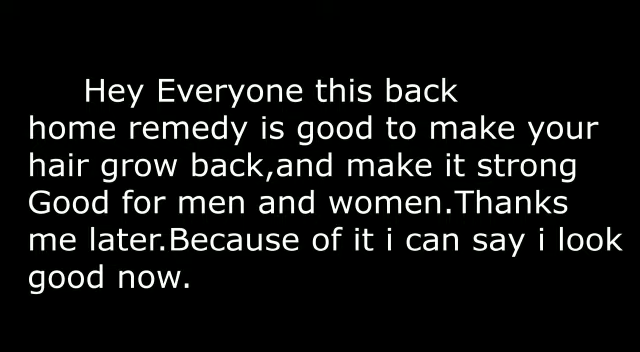 Hey Everyone this back
home remedy is good to make your
hair grow back,and make it strong
Good for men and women.Thanks
me later.Because of it i can say i look
good now.